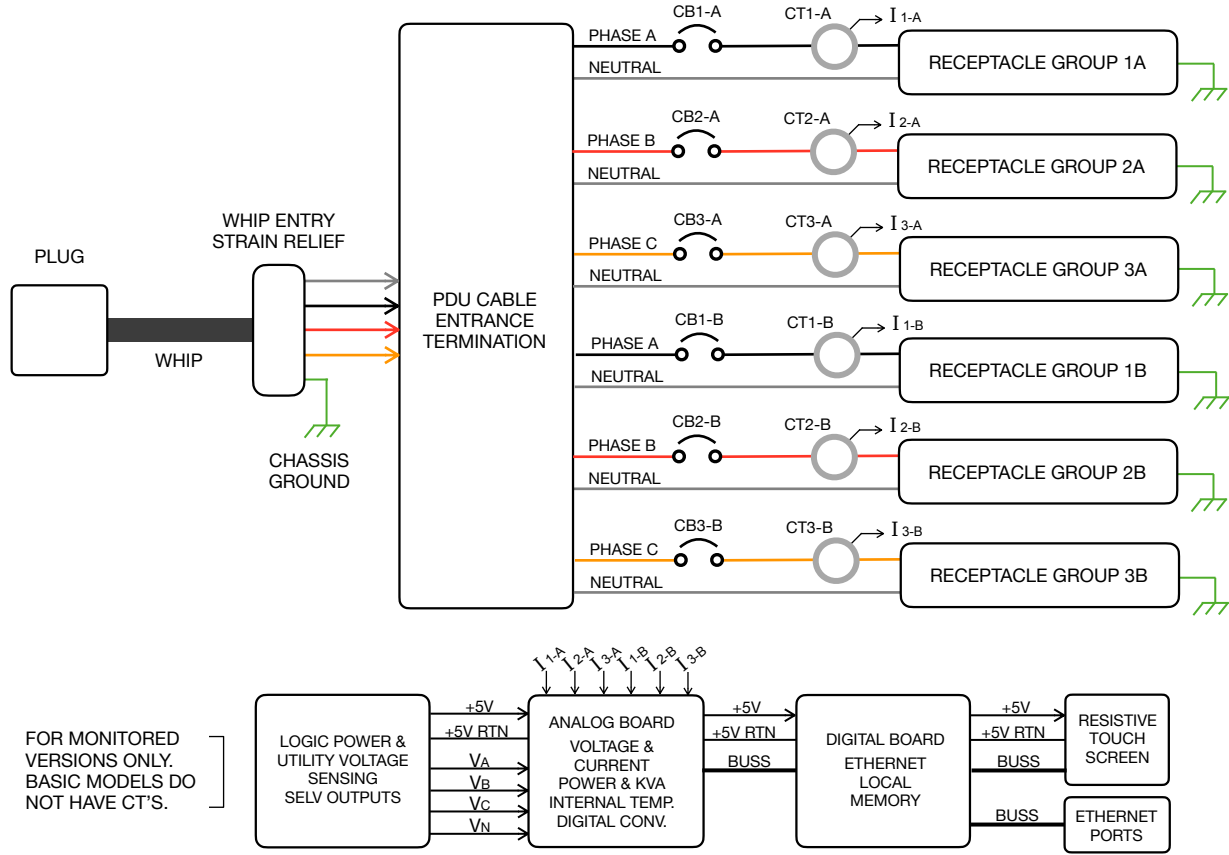 CB1-A
CT1-A
I 1-A
PHASE A
NEUTRAL
RECEPTACLE GROUP 1A
CB2-A
CT2-A
I 2-A
PHASE B
NEUTRAL
RECEPTACLE GROUP 2A
CB3-A
CT3-A
I 3-A
PHASE C
NEUTRAL
RECEPTACLE GROUP 3A
PLUG
WHIP ENTRY
STRAIN RELIEF
WHIP
CHASSIS
GROUND
PDU CABLE
ENTRANCE
TERMINATION
CB1-B
CT1-B
I 1-B
PHASE A
NEUTRAL
RECEPTACLE GROUP 1B
CB2-B
CT2-B
I 2-B
PHASE B
NEUTRAL
RECEPTACLE GROUP 2B
CB3-B
CT3-B
I 3-B
PHASE C
NEUTRAL
RECEPTACLE GROUP 3B
FOR MONITORED
VERSIONS ONLY.
BASIC MODELS DO
NOT HAVE CT'S.
LOGIC POWER &
UTILITY VOLTAGE
SENSING
SELV OUTPUTS
+5V
+5V RTN
VA
VB
VC
VN
I 1-A
I 2-A
I 3-A
I 1-B
I 2-B
I 3-B
ANALOG BOARD
VOLTAGE &
CURRENT
POWER & KVA
INTERNAL TEMP.
DIGITAL CONV.
+5V
+5V RTN
BUSS
DIGITAL BOARD
ETHERNET
LOCAL
MEMORY
+5V
+5V RTN
BUSS
BUSS
RESISTIVE
TOUCH
SCREEN
ETHERNET
PORTS